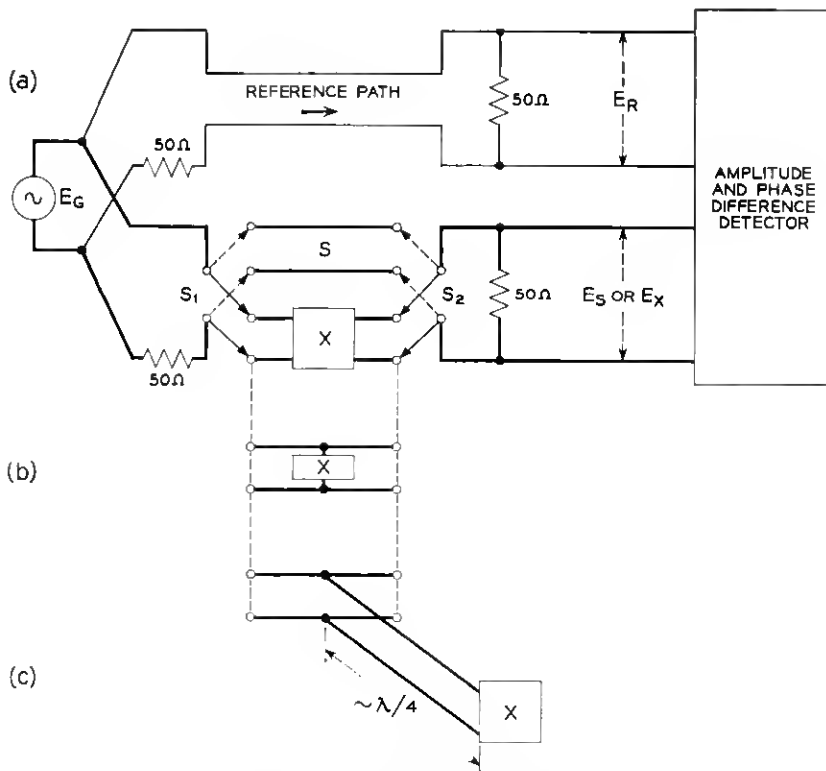 (a)
REFERENCE PATH
50Ω
E_R
50Ω
E_G
AMPLITUDE
AND PHASE
DIFFERENCE
DETECTOR
S
S₁
S₂
50Ω
E_S OR E_X
X
50Ω
(b)
X
(c)
~λ/4
X